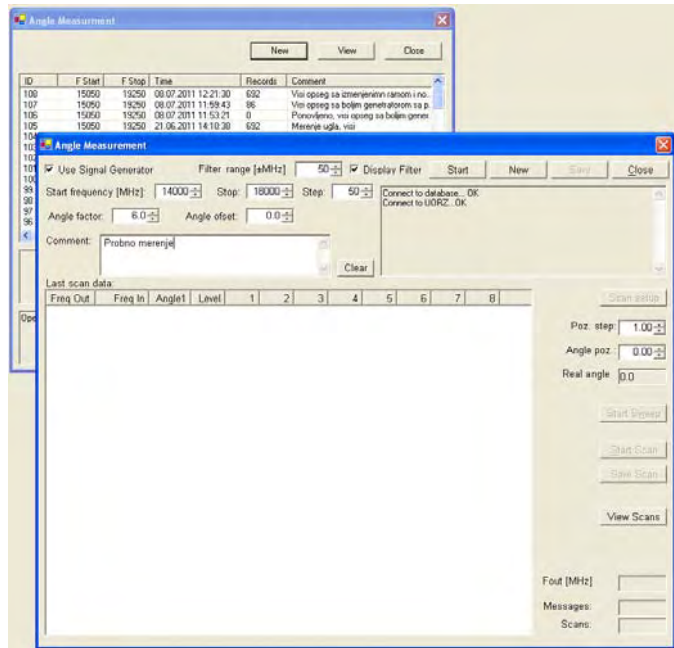 Angle Measurment
New View Close
ID F Start F Stop Time Records Comment
108 15050 19250 08.07.2011 12:21:30 692 Visi opseg sa izmenjenimn ramom i no..
107 15050 19250 08.07.2011 11:59:43 86 Visi opseg sa boljim genetratorom sa p..
106 15050 19250 08.07.2011 11:53:21 0 Ponovljeno, visi opseg sa boljim gener..
105 15050 19250 21.06.2011 14:10:38 692 Merenje ugla, visi
99
98
97
96
Ope
Angle Measurement
Use Signal Generator Filter range [±MHz] 50 Display Filter Start New Save Close
Start frequency [MHz]: 14000 Stop: 18000 Step: 50
Connect to database... OK
Connect to UORZ...OK
Angle factor: 6.0 Angle ofset: 0.0
Comment: Probno merenje
Clear
Last scan data:
Freq Out Freq In Angle1 Level 1 2 3 4 5 6 7 8
Scan setup
Poz. step: 1.00
Angle poz.: 0.00
Real angle 0.0
Start Sweep
Start Scan
Save Scan
View Scans
Fout [MHz]
Messages:
Scans: